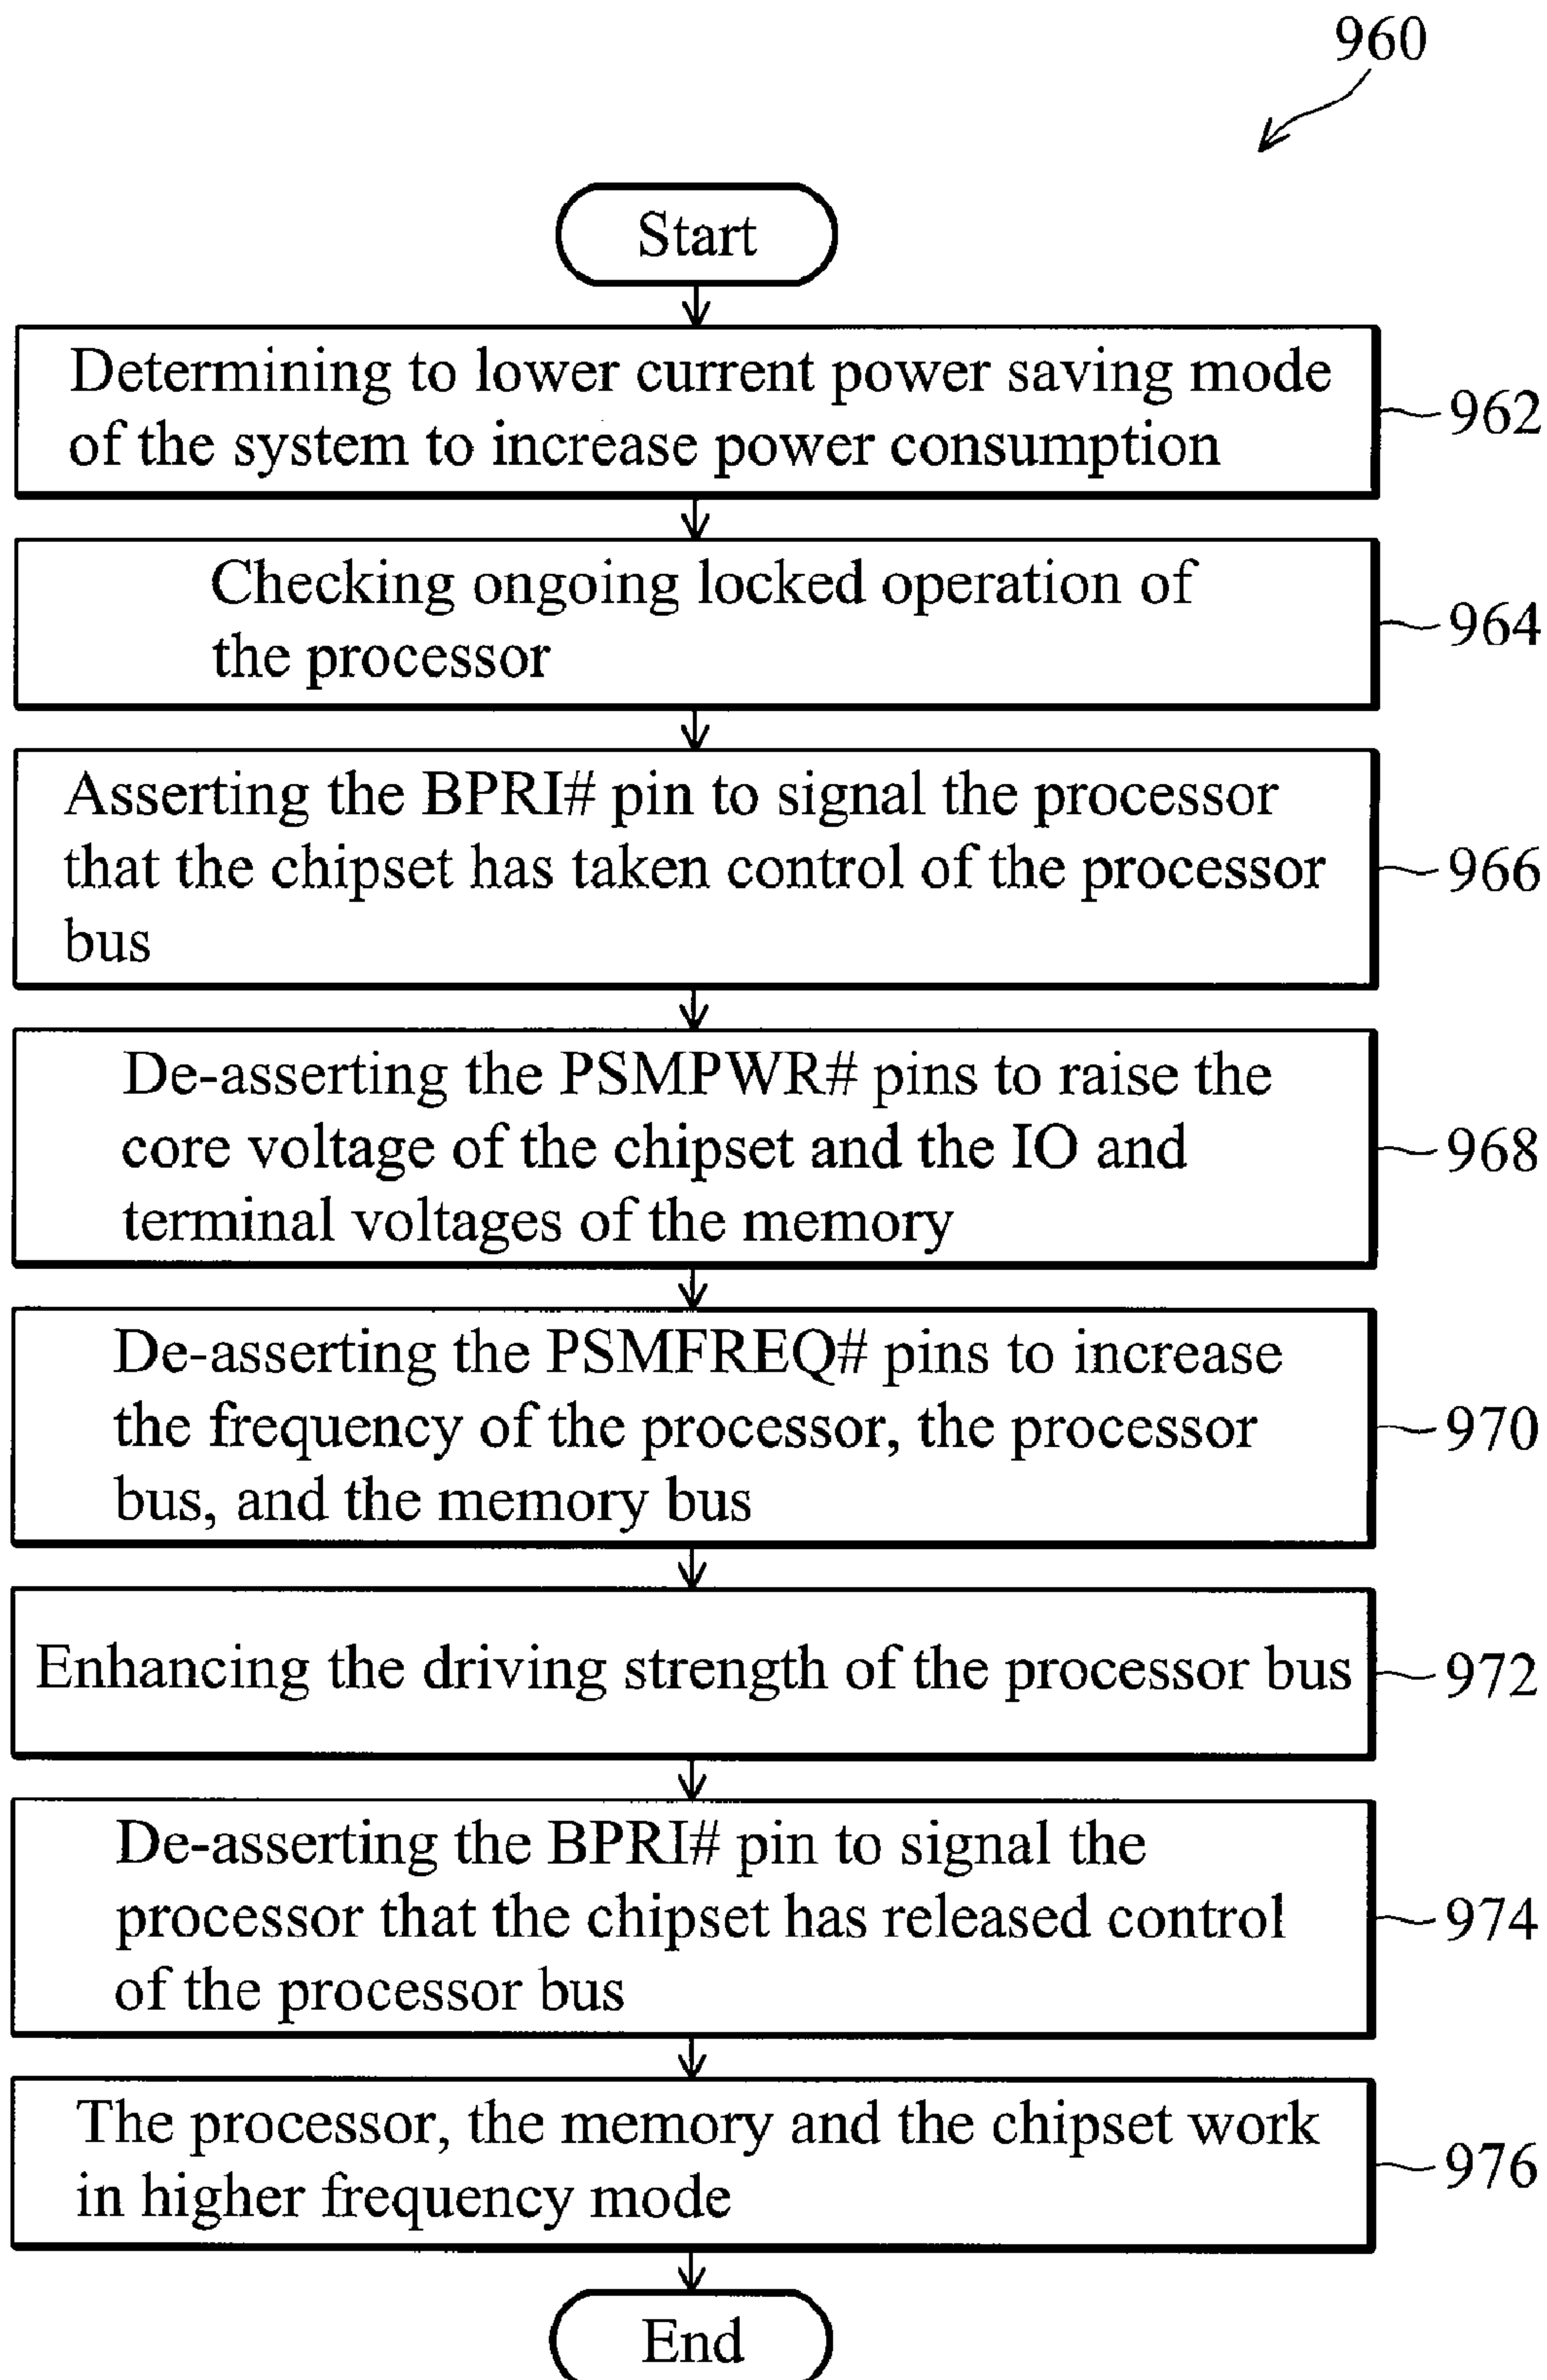 960
Start
Determining to lower current power saving mode
of the system to increase power consumption
962
Checking ongoing locked operation of
the processor
964
Asserting the BPRI# pin to signal the processor
that the chipset has taken control of the processor
bus
966
De-asserting the PSMPWR# pins to raise the
core voltage of the chipset and the IO and
terminal voltages of the memory
968
De-asserting the PSMFREQ# pins to increase
the frequency of the processor, the processor
bus, and the memory bus
970
Enhancing the driving strength of the processor bus
972
De-asserting the BPRI# pin to signal the
processor that the chipset has released control
of the processor bus
974
The processor, the memory and the chipset work
in higher frequency mode
976
End